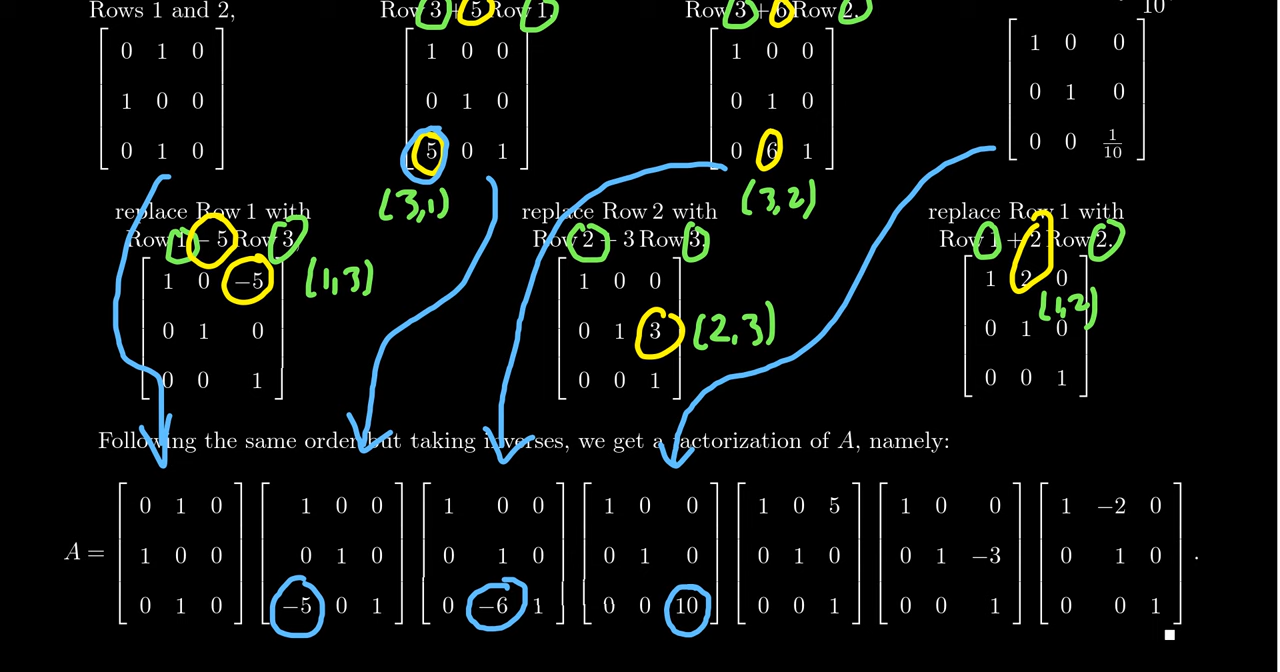 Rows 1 and 2, Row 3 + 5 Row 1, Row 3 + 6 Row 2, 10
0 1 0 1 0 0 1 0 0 1 0 0
1 0 0 0 1 0 0 1 0 0 1 0
0 1 0 5 0 1 0 6 1 0 0 1/10
(3,1) (3,2)
replace Row 1 with replace Row 2 with replace Row 1 with
Row 1 − 5 Row 3, Row 2 + 3 Row 3, Row 1 + 2 Row 2,
1 0 −5 (1,3) 1 0 0 1 2 0 (1,2)
0 1 0 0 1 3 (2,3) 0 1 0
0 0 1 0 0 1 0 0 1
Following the same order but taking inverses, we get a factorization of A, namely:
0 1 0 1 0 0 1 0 0 1 0 0 1 0 5 1 0 0 1 −2 0
A = 1 0 0 0 1 0 0 1 0 0 1 0 0 1 0 0 1 −3 0 1 0 .
0 1 0 −5 0 1 0 −6 1 0 0 10 0 0 1 0 0 1 0 0 1